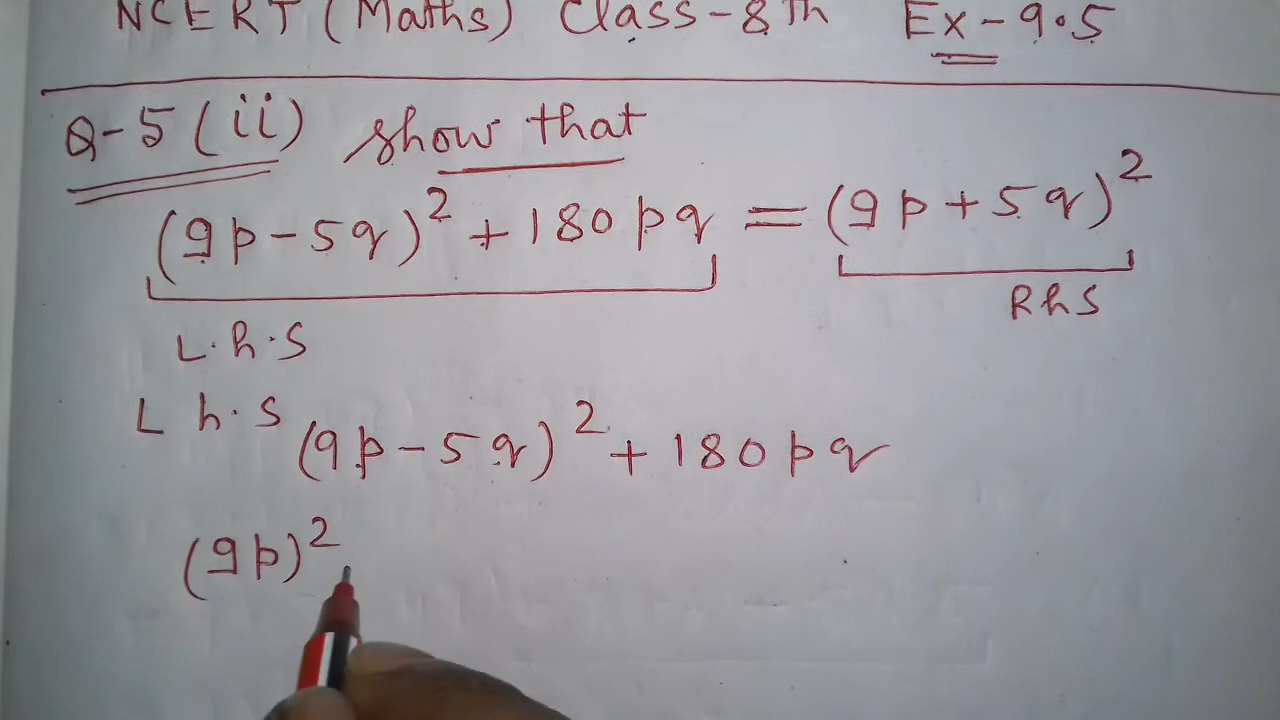 NCERT (Maths) Class-8th Ex-9.5
Q-5(ii) show that
(9p-5q)² + 180pq = (9p+5q)²
L.h.S RhS
L h.S (9p-5q)² + 180pq
(9p)²